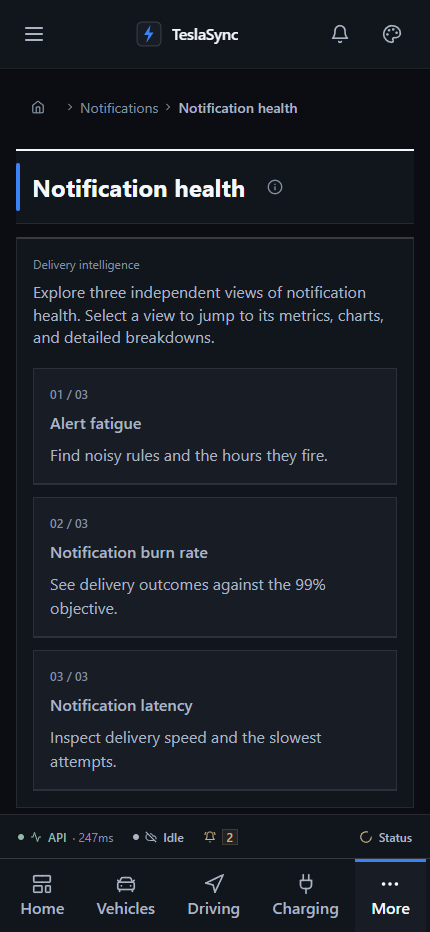 TeslaSync
Notifications
Notification health
Notification health
Delivery intelligence
Explore three independent views of notification
health. Select a view to jump to its metrics, charts,
and detailed breakdowns.
01 / 03
Alert fatigue
Find noisy rules and the hours they fire.
02 / 03
Notification burn rate
See delivery outcomes against the 99%
objective.
03 / 03
Notification latency
Inspect delivery speed and the slowest
attempts.
API · 247ms
Idle
2
Status
Home
Vehicles
Driving
Charging
More